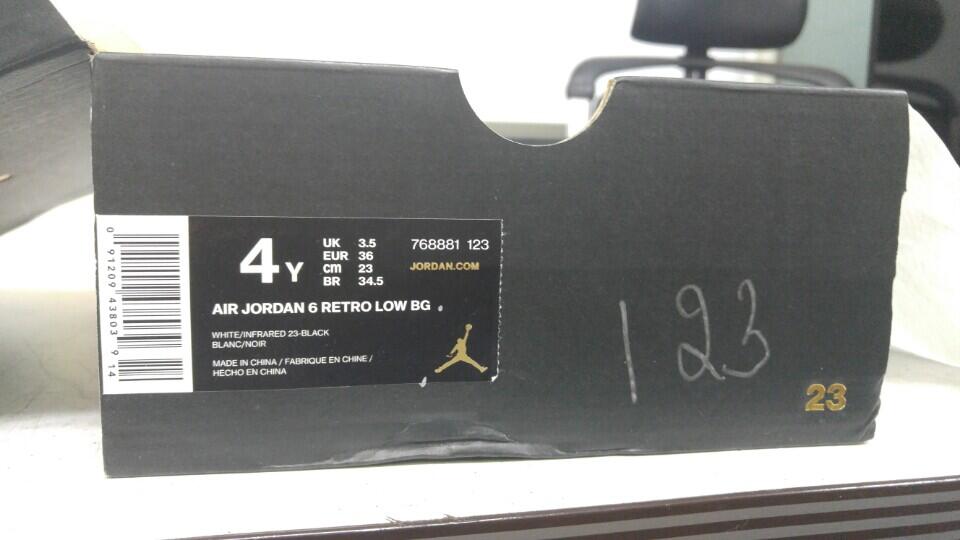 4Y
UK 3.5
EUR 36
cm 23
BR 34.5
768881 123
JORDAN.COM
AIR JORDAN 6 RETRO LOW BG
WHITE/INFRARED 23-BLACK
BLANC/NOIR
MADE IN CHINA / FABRIQUE EN CHINE /
HECHO EN CHINA
0 91209 43803 9 14
123
23